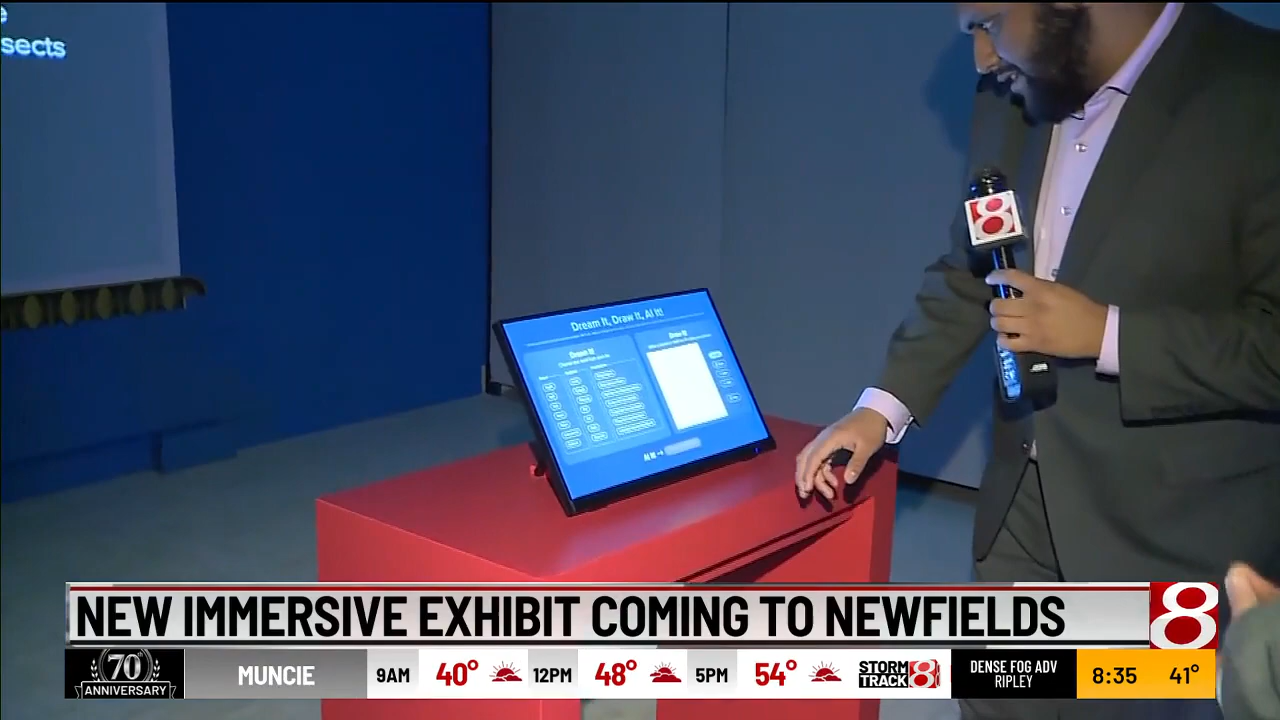 sects
Dream It, Draw It, AI It!
Dream It!
Draw It!
8
NEW IMMERSIVE EXHIBIT COMING TO NEWFIELDS
8
70th
ANNIVERSARY
MUNCIE
9AM
40°
12PM
48°
5PM
54°
STORM
TRACK 8
DENSE FOG ADV
RIPLEY
8:35
41°